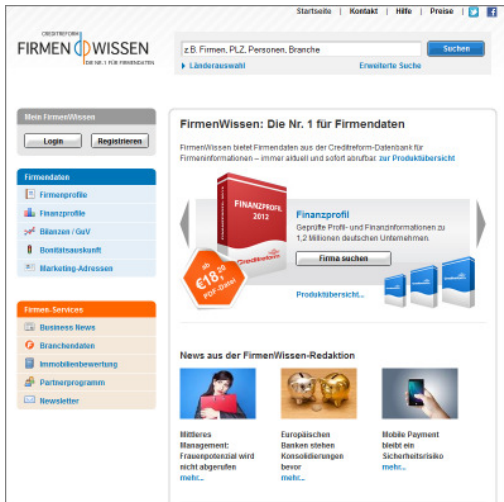 Startseite | Kontakt | Hilfe | Preise |
CREDITREFORM
FIRMEN WISSEN
DIE NR. 1 FÜR FIRMENDATEN
z.B. Firmen, PLZ, Personen, Branche
Suchen
Länderauswahl
Erweiterte Suche
Mein FirmenWissen
Login
Registrieren
Firmendaten
Firmenprofile
Finanzprofile
Bilanzen / GuV
Bonitätsauskunft
Marketing-Adressen
Firmen-Services
Business News
Branchendaten
Immobilienbewertung
Partnerprogramm
Newsletter
FirmenWissen: Die Nr. 1 für Firmendaten
FirmenWissen bietet Firmendaten aus der Creditreform-Datenbank für
Firmeninformationen – immer aktuell und sofort abrufbar. zur Produktübersicht
FINANZPROFIL
2012
Creditreform
ab
€18,20
PDF-Datei
Finanzprofil
Geprüfte Profil- und Finanzinformationen zu
1,2 Millionen deutschen Unternehmen.
Firma suchen
Produktübersicht...
News aus der FirmenWissen-Redaktion
Mittleres
Management:
Frauenpotenzial wird
nicht abgerufen
mehr...
Europäischen
Banken stehen
Konsolidierungen
bevor
mehr...
Mobile Payment
bleibt ein
Sicherheitsrisiko
mehr...